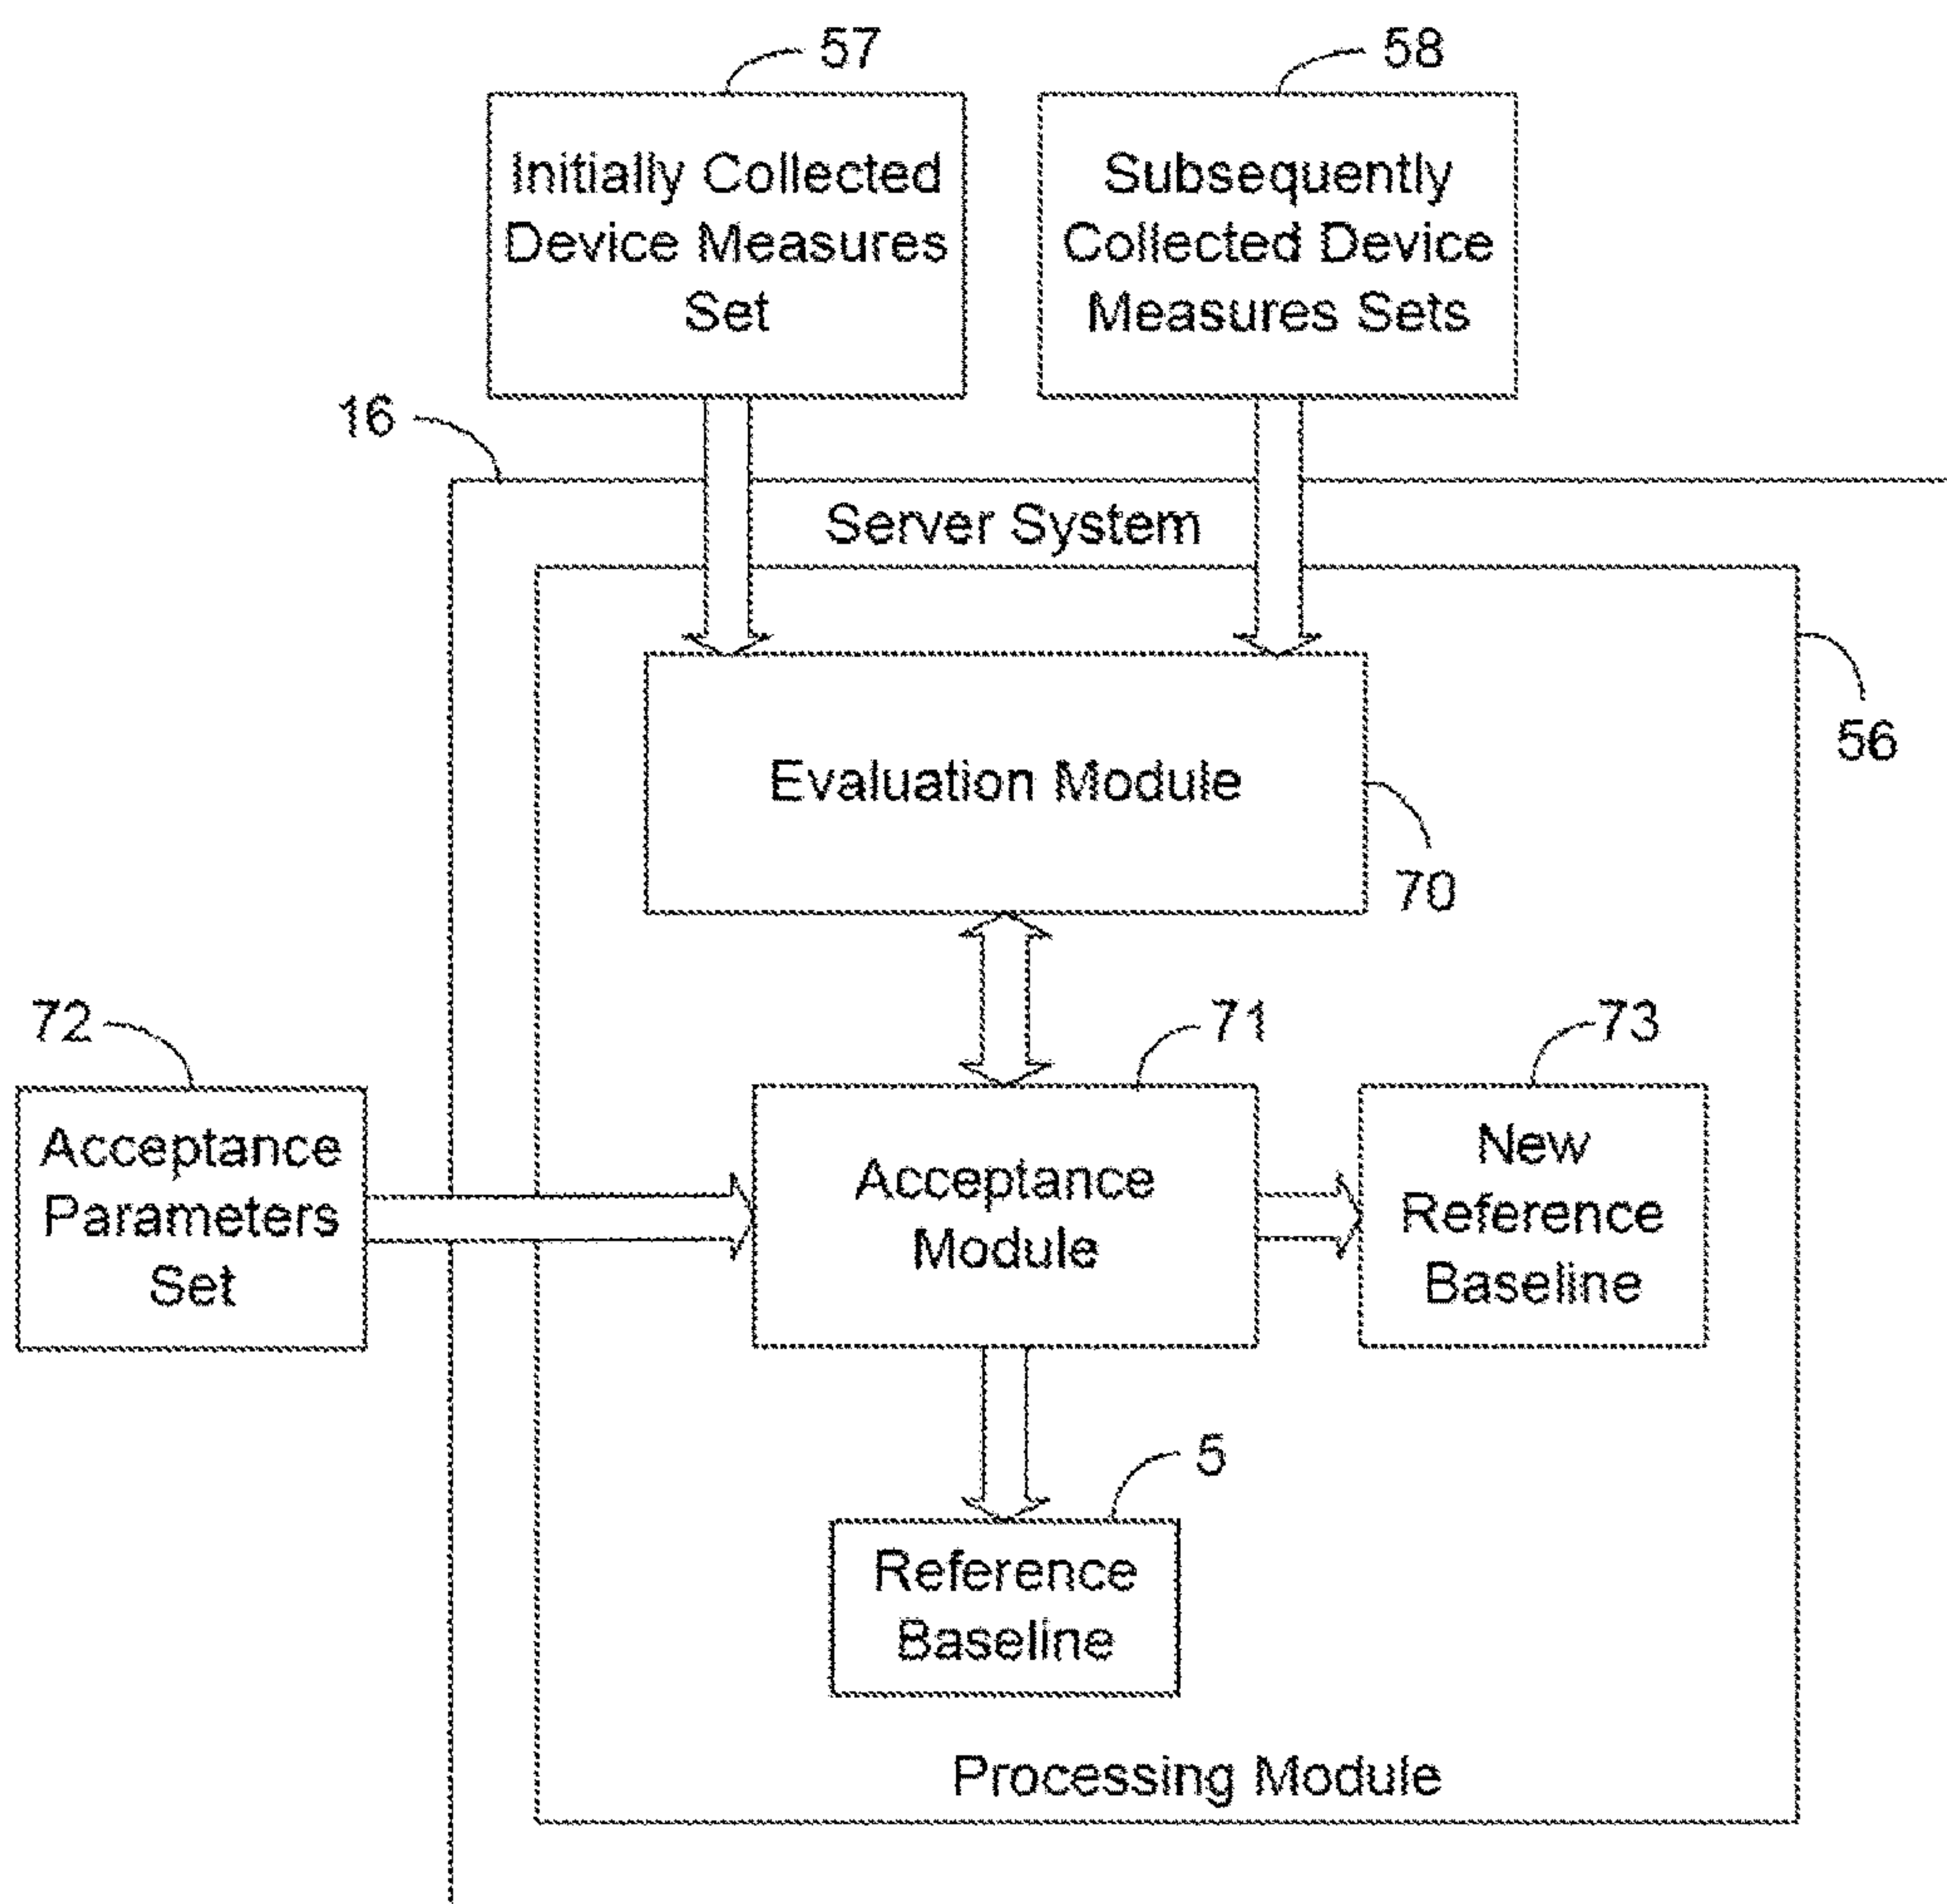 57
58
Initially Collected
Device Measures
Set
Subsequently
Collected Device
Measures Sets
16
Server System
56
Evaluation Module
70
72
71
73
Acceptance
Parameters
Set
Acceptance
Module
New
Reference
Baseline
5
Reference
Baseline
Processing Module